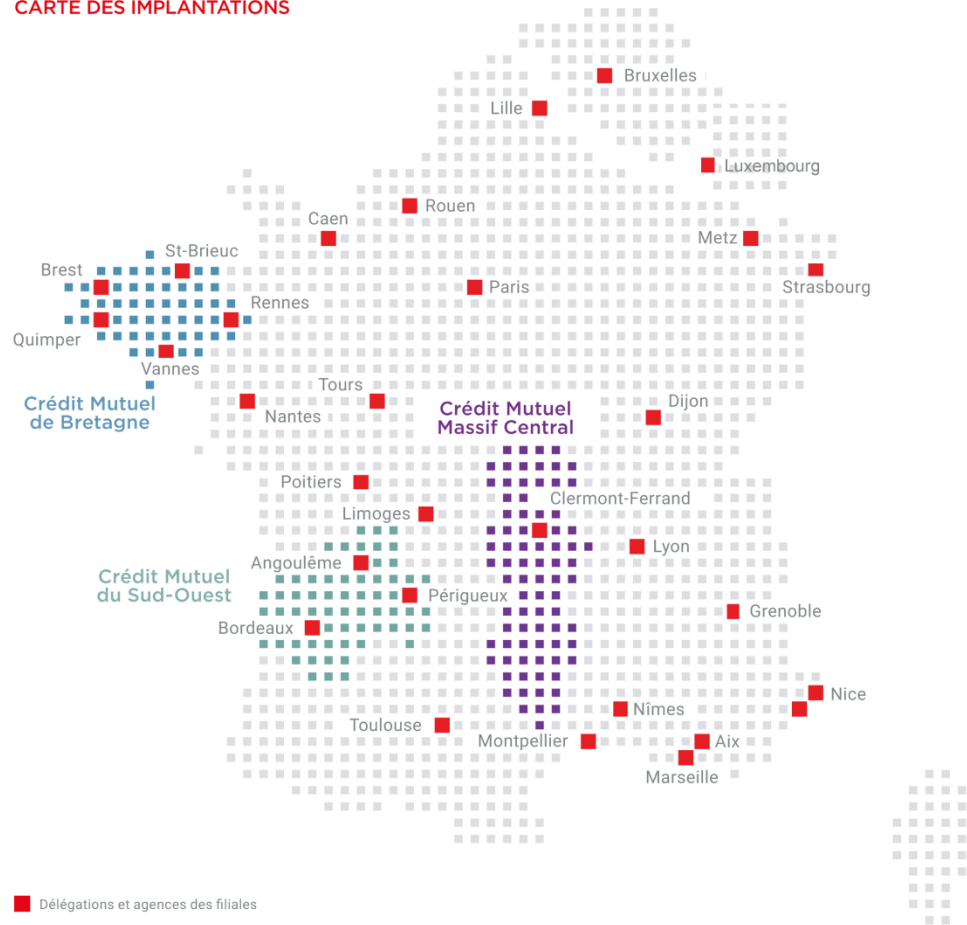 CARTE DES IMPLANTATIONS
Bruxelles
Lille
Luxembourg
Rouen
Caen
Metz
St-Brieuc
Brest
Strasbourg
Paris
Rennes
Quimper
Vannes
Tours
Crédit Mutuel
de Bretagne
Nantes
Crédit Mutuel
Massif Central
Dijon
Poitiers
Clermont-Ferrand
Limoges
Lyon
Angoulême
Crédit Mutuel
du Sud-Ouest
Périgueux
Grenoble
Bordeaux
Nice
Nîmes
Toulouse
Montpellier
Aix
Marseille
Délégations et agences des filiales